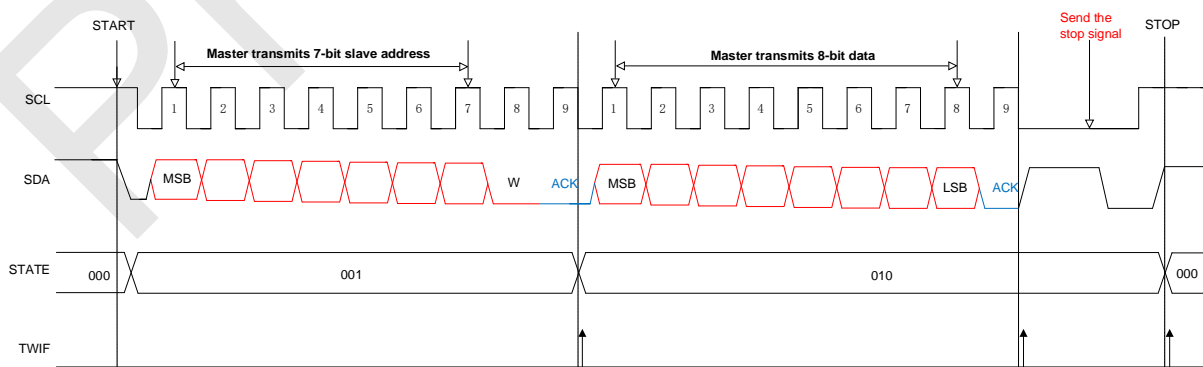 START
Master transmits 7-bit slave address
Master transmits 8-bit data
Send the
stop signal
STOP
SCL
1 2 3 4 5 6 7 8 9 1 2 3 4 5 6 7 8 9
SDA
MSB W ACK MSB LSB ACK
STATE
000 001 010 000
TWIF